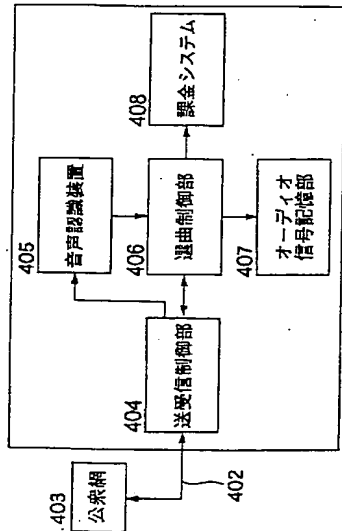 403
公衆網
402
404
送受信制御部
405
音声認識装置
406
選曲制御部
407
オーディオ
信号記憶部
408
課金システム